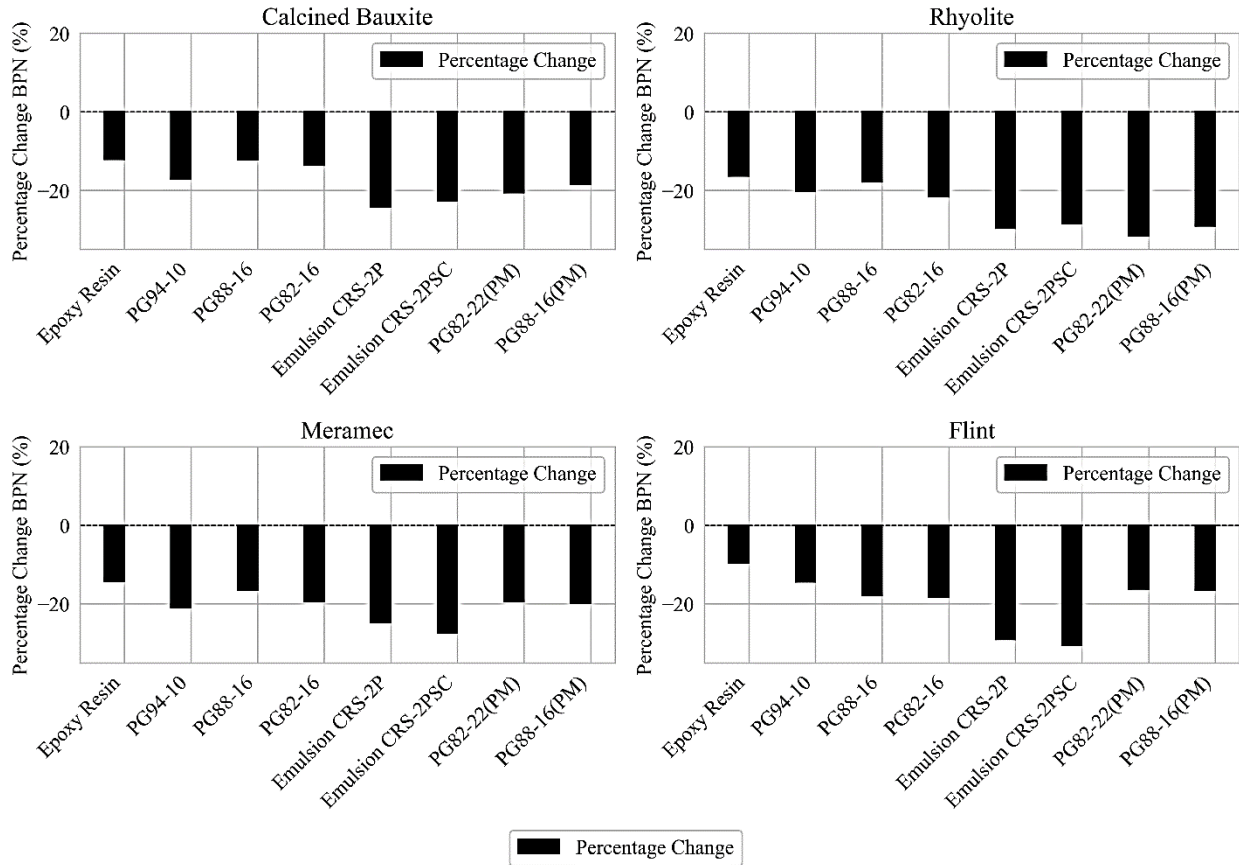 Calcined Bauxite
Percentage Change BPN (%)
20
0
−20
Percentage Change
Epoxy Resin
PG94-10
PG88-16
PG82-16
Emulsion CRS-2P
Emulsion CRS-2PSC
PG82-22(PM)
PG88-16(PM)
Rhyolite
Percentage Change BPN (%)
20
0
−20
Percentage Change
Epoxy Resin
PG94-10
PG88-16
PG82-16
Emulsion CRS-2P
Emulsion CRS-2PSC
PG82-22(PM)
PG88-16(PM)
Meramec
Percentage Change BPN (%)
20
0
−20
Percentage Change
Epoxy Resin
PG94-10
PG88-16
PG82-16
Emulsion CRS-2P
Emulsion CRS-2PSC
PG82-22(PM)
PG88-16(PM)
Flint
Percentage Change BPN (%)
20
0
−20
Percentage Change
Epoxy Resin
PG94-10
PG88-16
PG82-16
Emulsion CRS-2P
Emulsion CRS-2PSC
PG82-22(PM)
PG88-16(PM)
Percentage Change